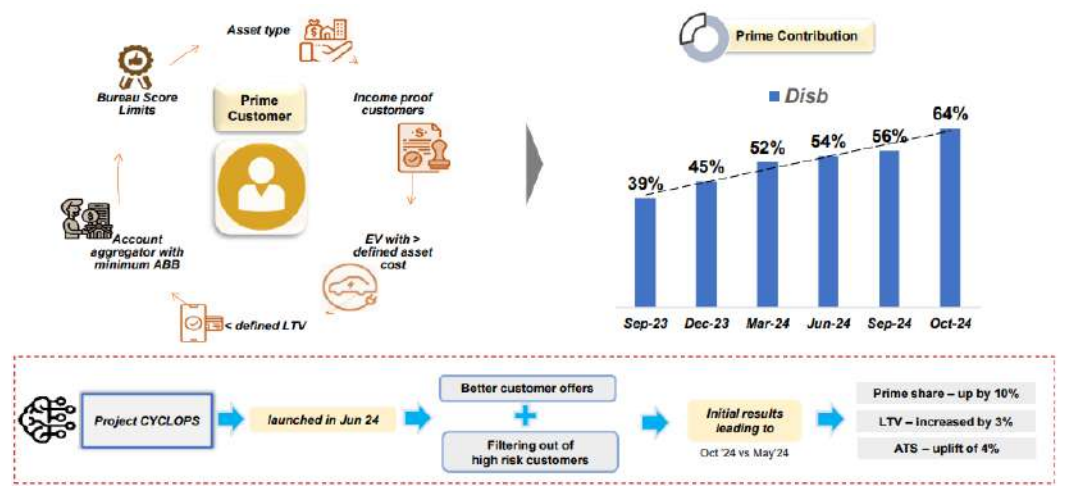 Asset type
Bureau Score
Limits
Prime
Customer
Income proof
customers
Account
aggregator with
minimum ABB
EV with >
defined asset
cost
< defined LTV
Prime Contribution
Disb
39%
45%
52%
54%
56%
64%
Sep-23
Dec-23
Mar-24
Jun-24
Sep-24
Oct-24
Project CYCLOPS
launched in Jun 24
Better customer offers
Filtering out of
high risk customers
Initial results
leading to
Oct '24 vs May'24
Prime share – up by 10%
LTV – increased by 3%
ATS – uplift of 4%